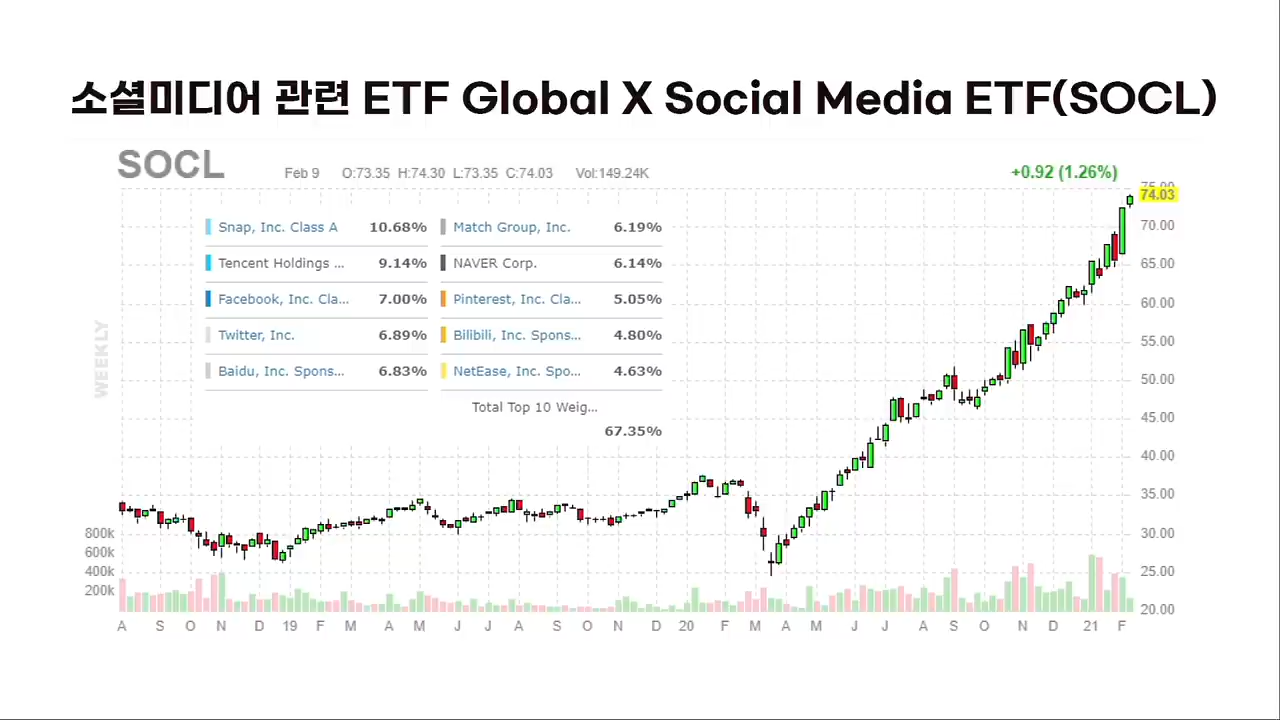 소셜미디어 관련 ETF Global X Social Media ETF(SOCL)
SOCL Feb 9 O:73.35 H:74.30 L:73.35 C:74.03 Vol:149.24K +0.92 (1.26%)
75.00
74.03
Snap, Inc. Class A 10.68% Match Group, Inc. 6.19%
70.00
Tencent Holdings ... 9.14% NAVER Corp. 6.14%
65.00
Facebook, Inc. Cla... 7.00% Pinterest, Inc. Cla... 5.05%
60.00
Twitter, Inc. 6.89% Bilibili, Inc. Spons... 4.80%
55.00
WEEKLY
Baidu, Inc. Spons... 6.83% NetEase, Inc. Spo... 4.63%
50.00
Total Top 10 Weig...
45.00
67.35%
40.00
35.00
800k 30.00
600k
400k 25.00
200k
20.00
A S O N D 19 F M A M J J A S O N D 20 F M A M J J A S O N D 21 F